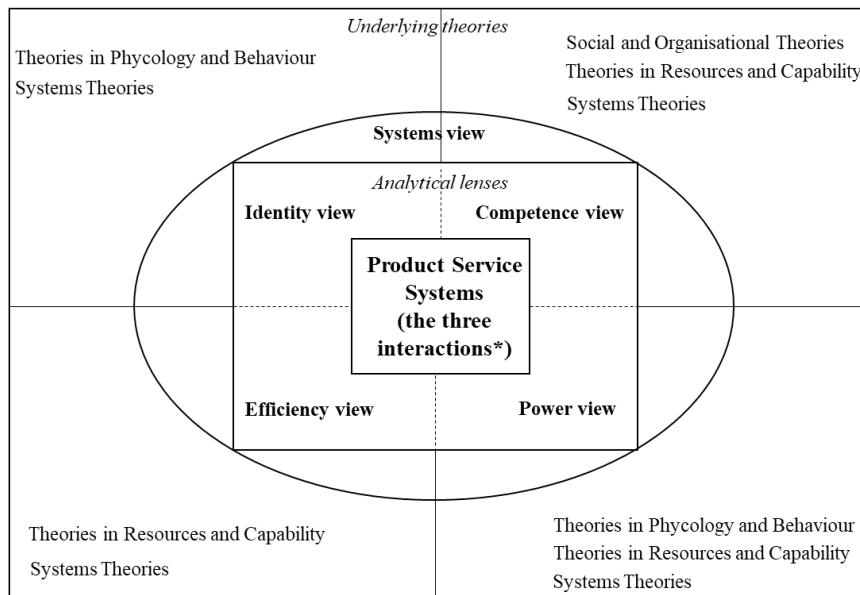 Underlying theories
Theories in Phycology and Behaviour
Systems Theories
Social and Organisational Theories
Theories in Resources and Capability
Systems Theories
Systems view
Analytical lenses
Identity view
Competence view
Product Service
Systems
(the three
interactions*)
Efficiency view
Power view
Theories in Resources and Capability
Systems Theories
Theories in Phycology and Behaviour
Theories in Resources and Capability
Systems Theories